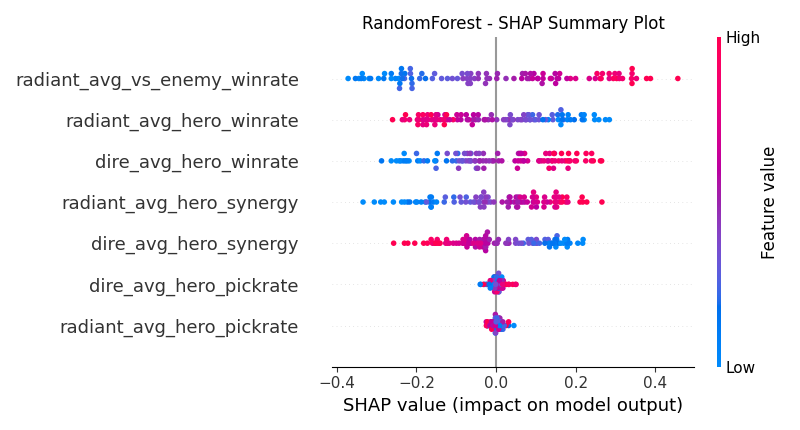 RandomForest - SHAP Summary Plot
High
radiant_avg_vs_enemy_winrate
radiant_avg_hero_winrate
dire_avg_hero_winrate
radiant_avg_hero_synergy
dire_avg_hero_synergy
dire_avg_hero_pickrate
radiant_avg_hero_pickrate
Feature value
Low
−0.4 −0.2 0.0 0.2 0.4
SHAP value (impact on model output)